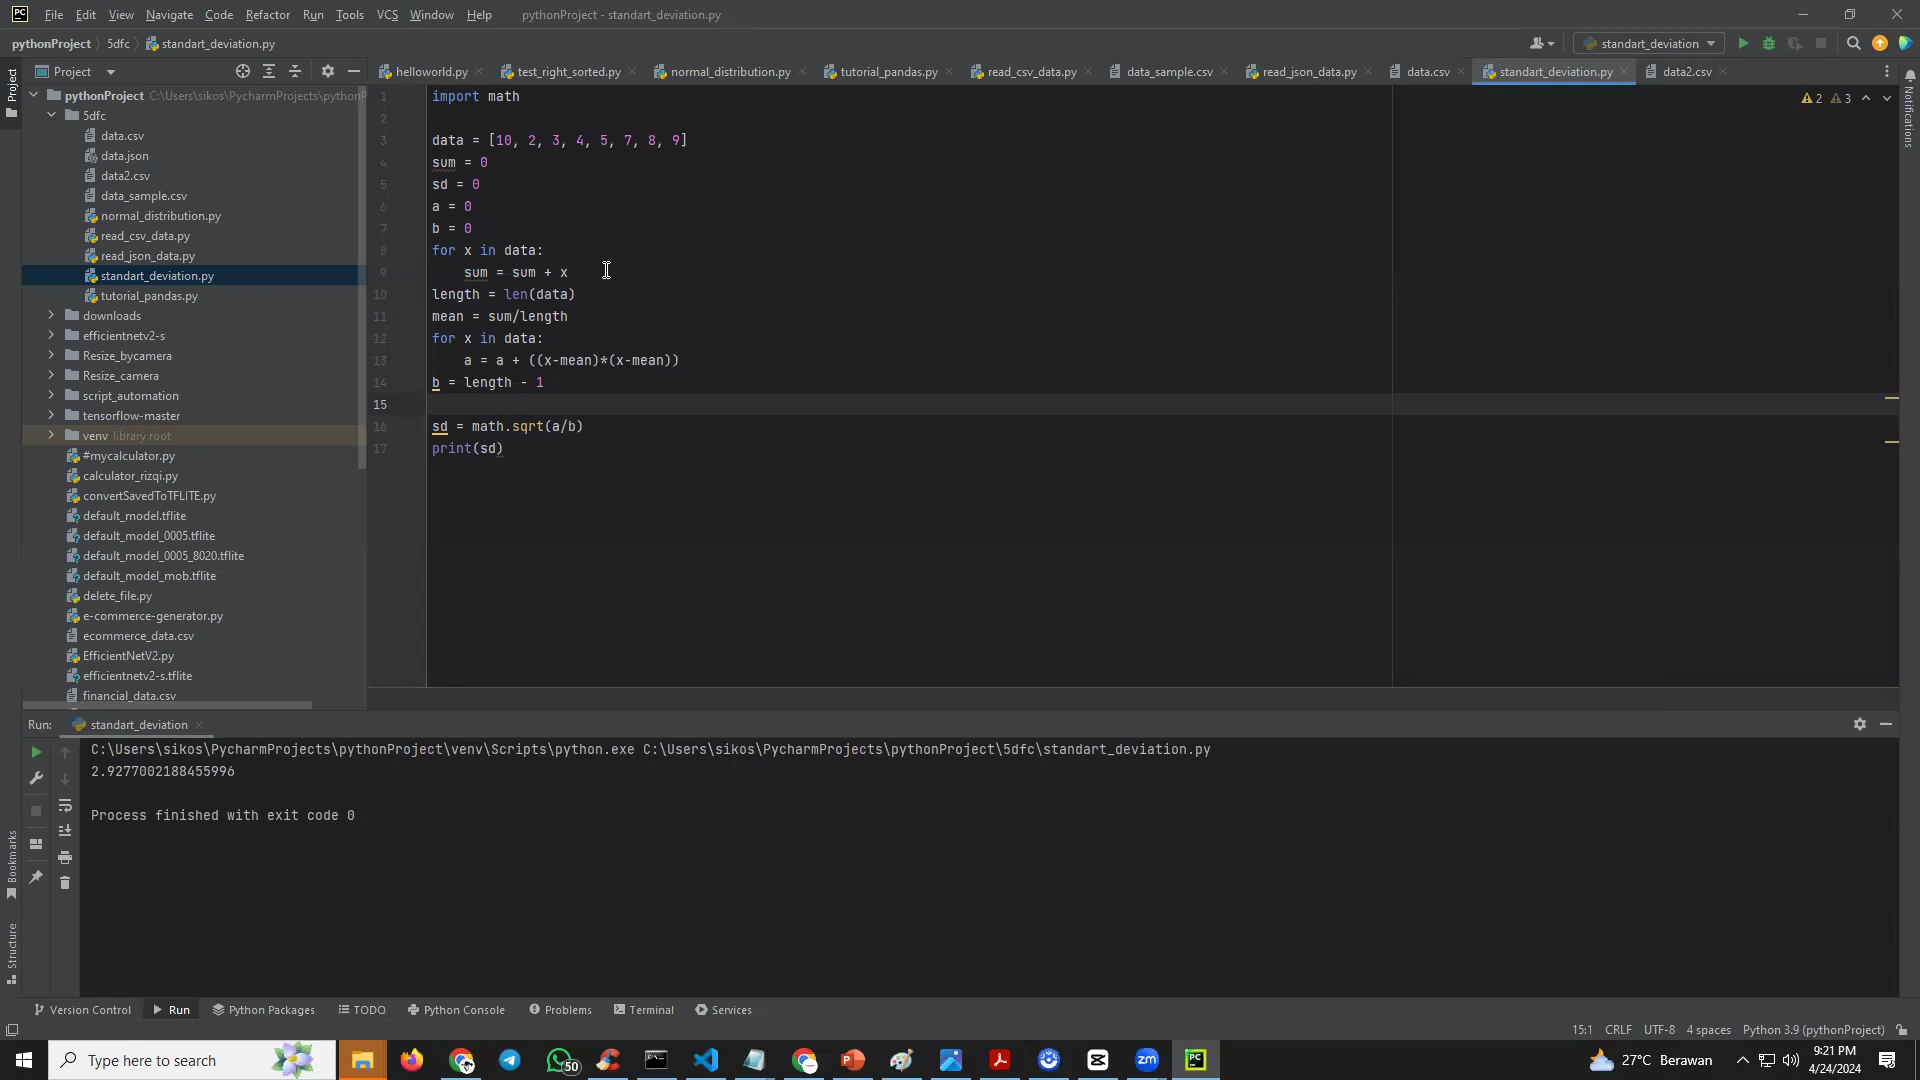 File Edit View Navigate Code Refactor Run Tools VCS Window Help pythonProject - standart_deviation.py
pythonProject 5dfc standart_deviation.py standart_deviation
Project
helloworld.py test_right_sorted.py normal_distribution.py tutorial_pandas.py read_csv_data.py data_sample.csv read_json_data.py data.csv standart_deviation.py data2.csv
Project
Notifications
pythonProject C:\Users\sikos\PycharmProjects\pythonP
5dfc
data.csv
data.json
data2.csv
data_sample.csv
normal_distribution.py
read_csv_data.py
read_json_data.py
standart_deviation.py
tutorial_pandas.py
downloads
efficientnetv2-s
Resize_bycamera
Resize_camera
script_automation
tensorflow-master
venv library root
#mycalculator.py
calculator_rizqi.py
convertSavedToTFLITE.py
default_model.tflite
default_model_0005.tflite
default_model_0005_8020.tflite
default_model_mob.tflite
delete_file.py
e-commerce-generator.py
ecommerce_data.csv
EfficientNetV2.py
efficientnetv2-s.tflite
financial_data.csv
2 3
1 import math
2
3 data = [10, 2, 3, 4, 5, 7, 8, 9]
4 sum = 0
5 sd = 0
6 a = 0
7 b = 0
8 for x in data:
9 sum = sum + x
10 length = len(data)
11 mean = sum/length
12 for x in data:
13 a = a + ((x-mean)*(x-mean))
14 b = length - 1
15
16 sd = math.sqrt(a/b)
17 print(sd)
Run: standart_deviation
C:\Users\sikos\PycharmProjects\pythonProject\venv\Scripts\python.exe C:\Users\sikos\PycharmProjects\pythonProject\5dfc\standart_deviation.py
2.9277002188455996
Process finished with exit code 0
Bookmarks
Structure
Version Control Run Python Packages TODO Python Console Problems Terminal Services
15:1 CRLF UTF-8 4 spaces Python 3.9 (pythonProject)
Type here to search 50 zm PC 27°C Berawan 9:21 PM
4/24/2024